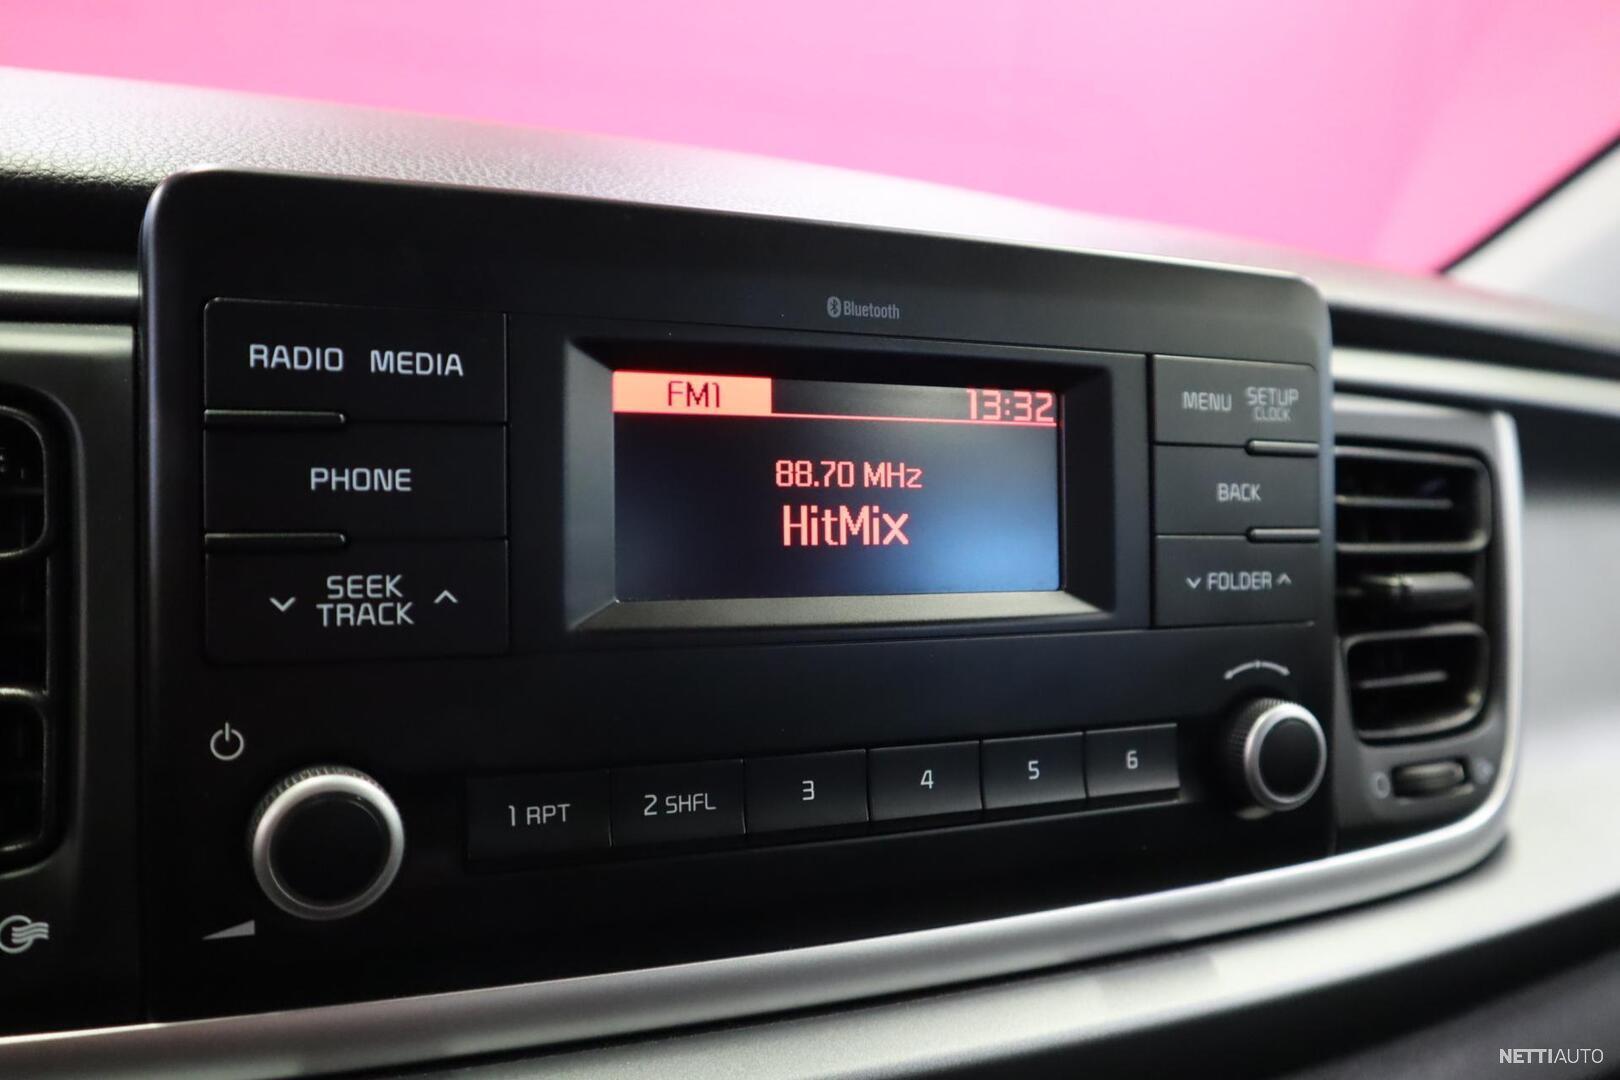 Bluetooth
RADIO MEDIA
PHONE
SEEK
TRACK
FM1 13:32
88.70 MHz
HitMix
MENU SETUP
CLOCK
BACK
FOLDER
1 RPT 2 SHFL 3 4 5 6
NETTIAUTO